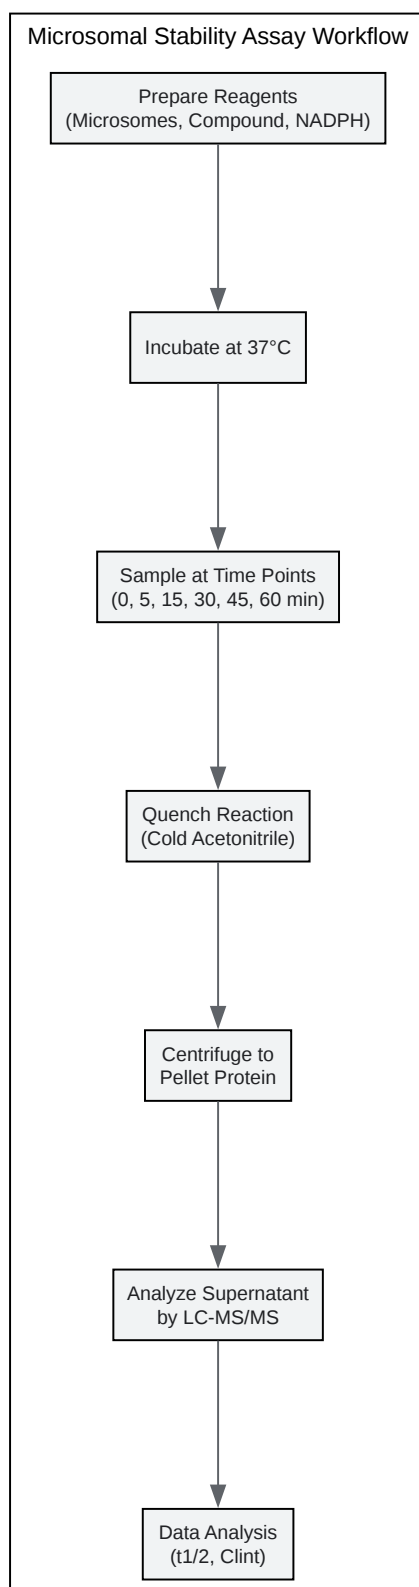 Microsomal Stability Assay Workflow
Prepare Reagents
(Microsomes, Compound, NADPH)
Incubate at 37°C
Sample at Time Points
(0, 5, 15, 30, 45, 60 min)
Quench Reaction
(Cold Acetonitrile)
Centrifuge to
Pellet Protein
Analyze Supernatant
by LC-MS/MS
Data Analysis
(t1/2, Clint)